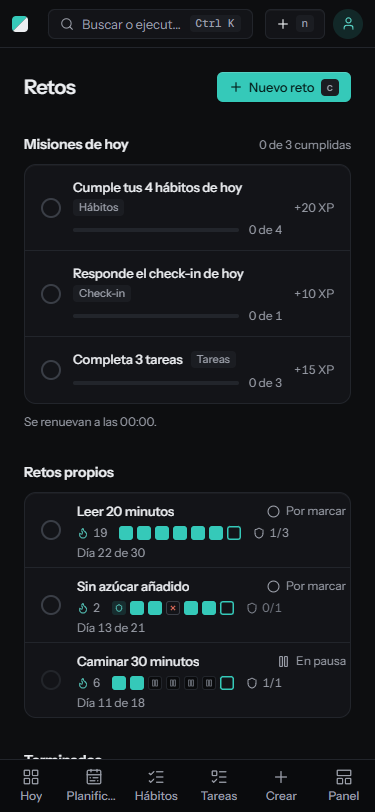 Buscar o ejecut... Ctrl K
+ n
Retos
+ Nuevo reto c
Misiones de hoy
0 de 3 cumplidas
Cumple tus 4 hábitos de hoy
Hábitos
+20 XP
0 de 4
Responde el check-in de hoy
Check-in
+10 XP
0 de 1
Completa 3 tareas Tareas
+15 XP
0 de 3
Se renuevan a las 00:00.
Retos propios
Leer 20 minutos
Por marcar
19
1/3
Día 22 de 30
Sin azúcar añadido
Por marcar
2
0/1
Día 13 de 21
Caminar 30 minutos
En pausa
6
1/1
Día 11 de 18
Terminados
Hoy
Planific...
Hábitos
Tareas
Crear
Panel